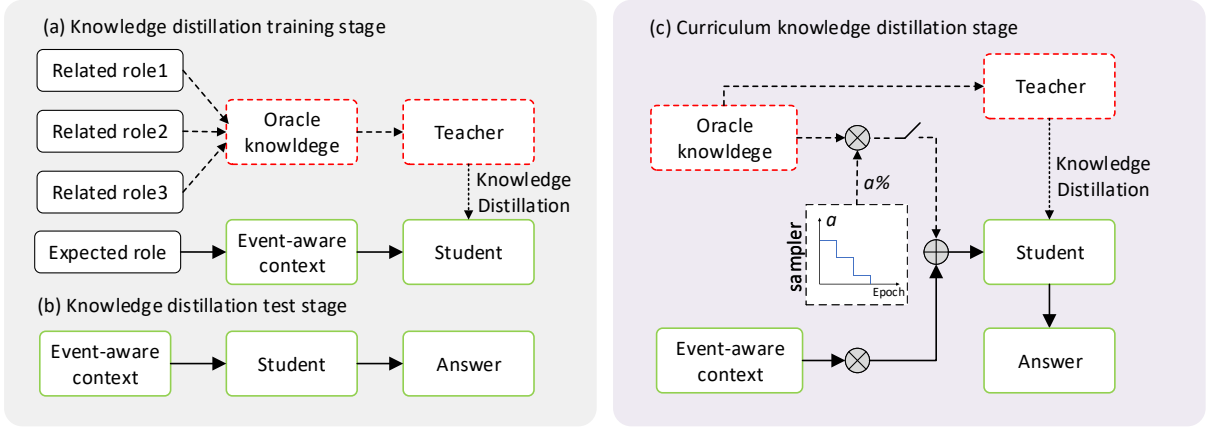 (a) Knowledge distillation training stage
Related role1
Related role2
Related role3
Oracle
knowldege
Teacher
Knowledge
Distillation
Expected role
Event-aware
context
Student
(b) Knowledge distillation test stage
Event-aware
context
Student
Answer
(c) Curriculum knowledge distillation stage
Teacher
Oracle
knowldege
a%
Knowledge
Distillation
sampler
a
Epoch
Student
Event-aware
context
Answer